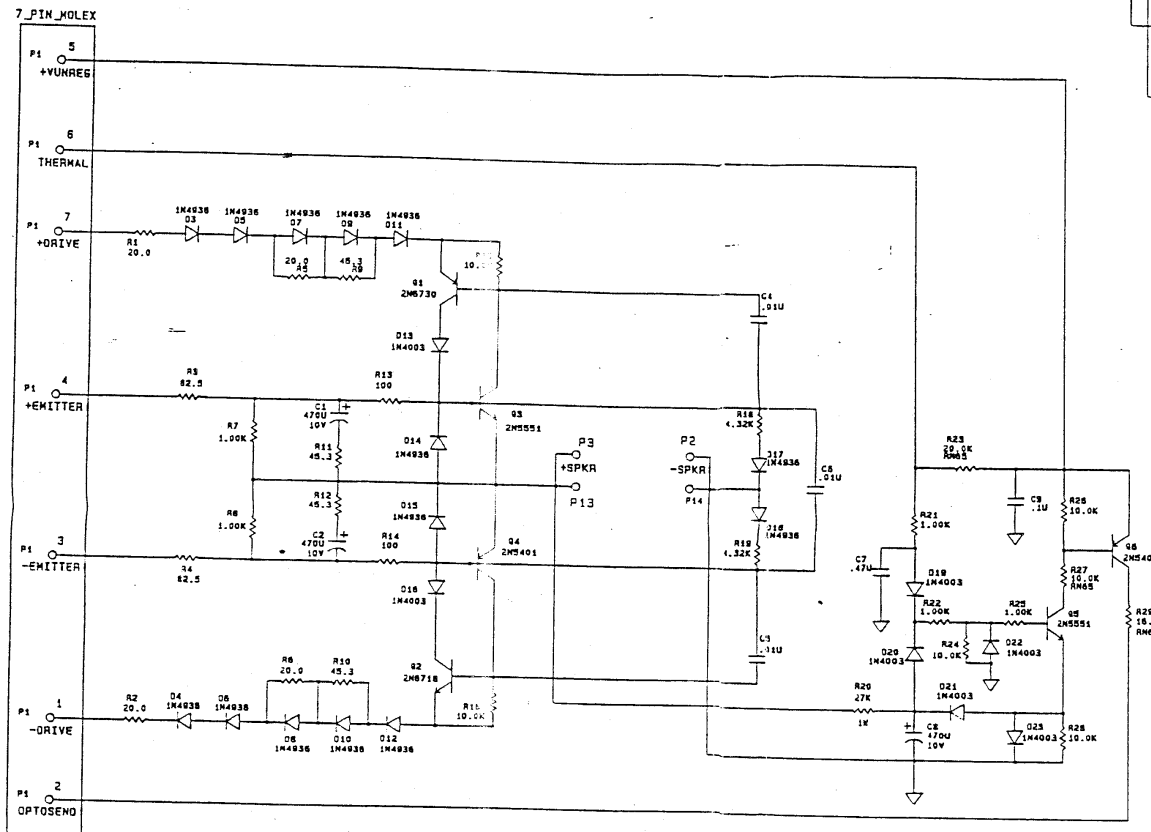 7_PIN_MOLEX
P1 5
+VUNREG
P1 6
THERMAL
P1 7
+DRIVE
R1
20.0
1N4936
D3
1N4936
D5
1N4936
D7
1N4936
D9
1N4936
D11
20.0
R5
45.3
R9
Q1
2N6730
D13
1N4003
C4
.01U
P1 4
+EMITTER
R3
82.5
R13
100
R7
1.00K
C1
470U
10V
R11
45.3
D14
1N4936
Q3
2N5551
R18
4.32K
D17
1N4936
P3
+SPKR
P13
P2
-SPKR
P14
R23
20.0K
RN65
R12
45.3
R8
1.00K
C2
470U
10V
D15
1N4936
R14
100
Q4
2N5401
.01U
C9
.1U
R26
10.0K
R21
1.00K
Q6
P1 3
-EMITTER
R4
82.5
D16
1N4003
1N4936
R19
4.32K
C7
.47U
D19
1N4003
R22
1.00K
R25
1.00K
R27
10.0K
RN65
Q5
2N5551
R29
R24
10.0K
D22
1N4003
D20
1N4003
R6
20.0
R10
45.3
Q2
2N6718
.01U
P1 1
-DRIVE
R2
20.0
D4
1N4936
1N4936
1N4936
D10
1N4936
D12
1N4936
10.0K
R20
27K
1K
D21
1N4003
C8
470U
10V
1N4003
10.0K
P1 2
OPTOSEND